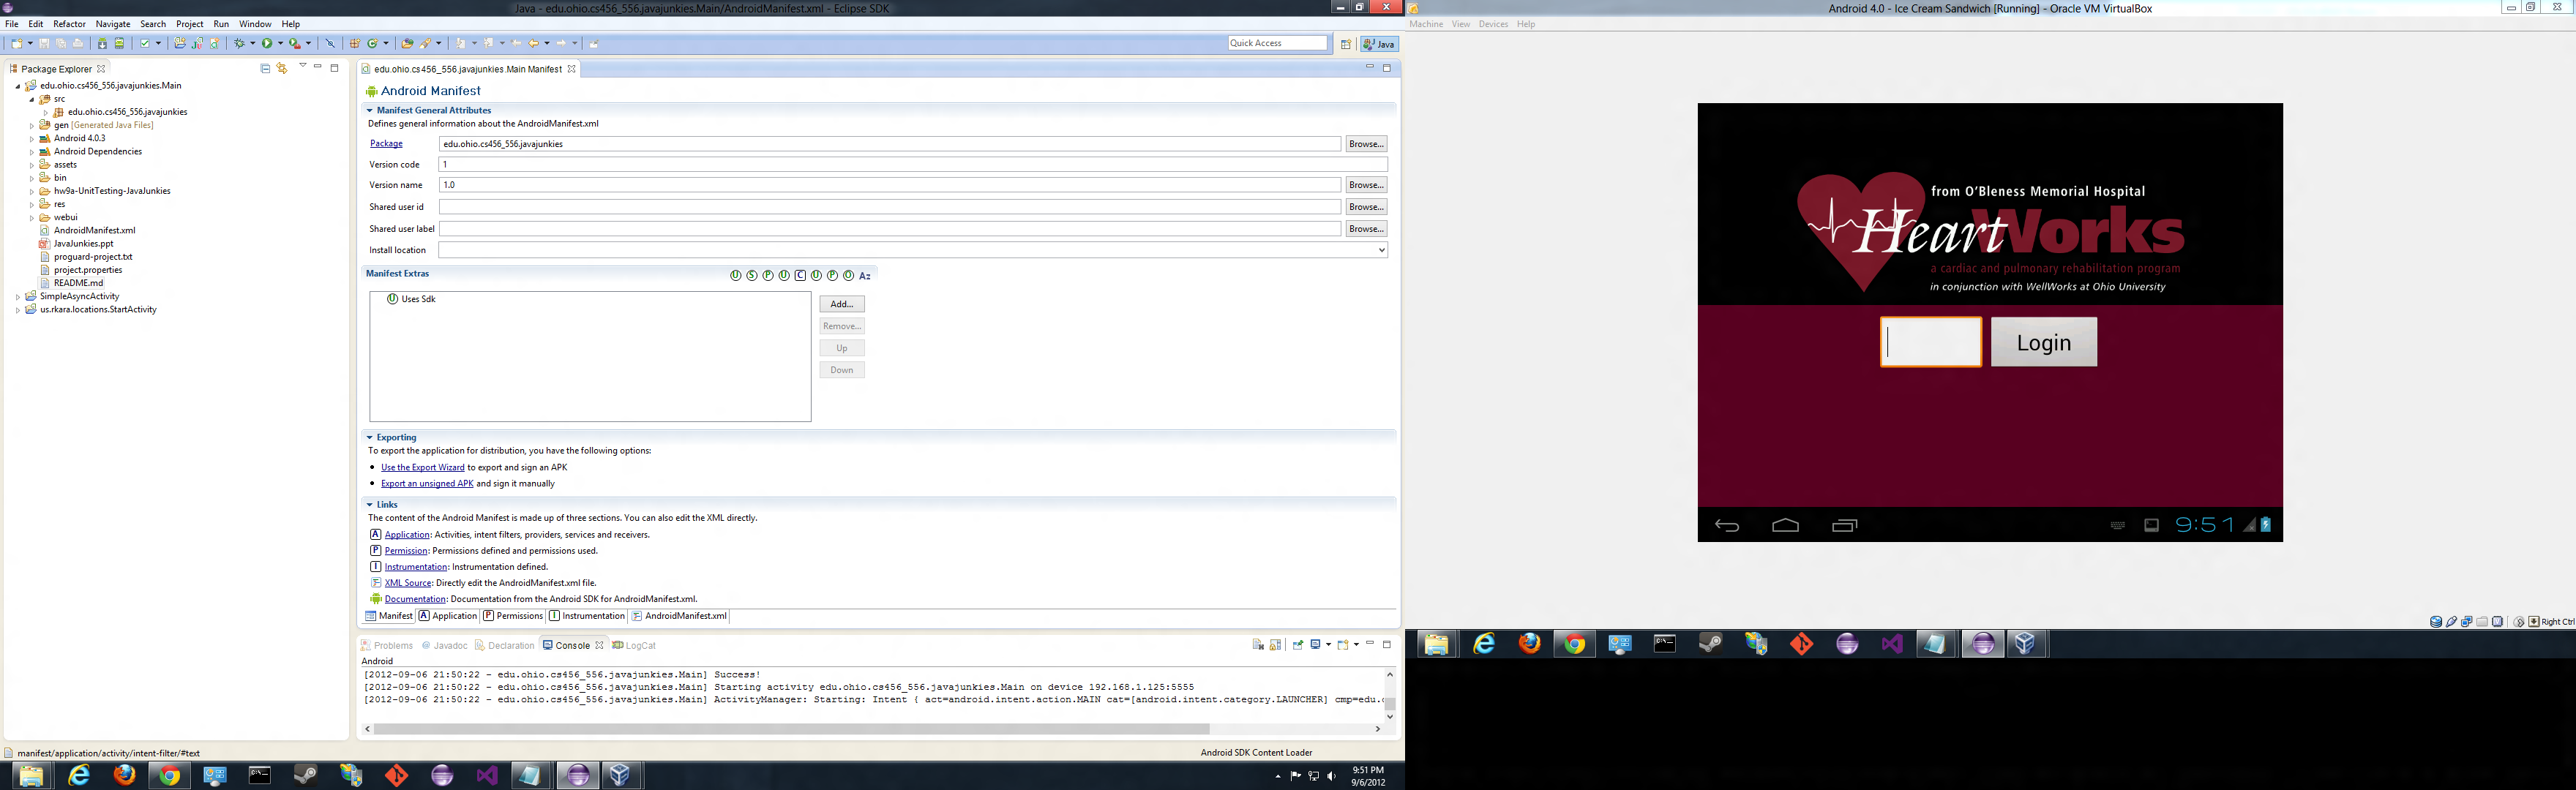 Java - edu.ohio.cs456_556.javajunkies.Main/AndroidManifest.xml - Eclipse SDK
File Edit Refactor Navigate Search Project Run Window Help
Quick Access
Java
Package Explorer
edu.ohio.cs456_556.javajunkies.Main
src
edu.ohio.cs456_556.javajunkies
gen [Generated Java Files]
Android 4.0.3
Android Dependencies
assets
bin
hw9a-UnitTesting-JavaJunkies
res
webui
AndroidManifest.xml
JavaJunkies.ppt
proguard-project.txt
project.properties
README.md
SimpleAsyncActivity
us.rkara.locations.StartActivity
edu.ohio.cs456_556.javajunkies.Main Manifest
Android Manifest
Manifest General Attributes
Defines general information about the AndroidManifest.xml
Package edu.ohio.cs456_556.javajunkies Browse...
Version code 1
Version name 1.0 Browse...
Shared user id Browse...
Shared user label Browse...
Install location
Manifest Extras U S P U C U P O Az
U Uses Sdk
Add...
Remove...
Up
Down
Exporting
To export the application for distribution, you have the following options:
Use the Export Wizard to export and sign an APK
Export an unsigned APK and sign it manually
Links
The content of the Android Manifest is made up of three sections. You can also edit the XML directly.
A Application: Activities, intent filters, providers, services and receivers.
P Permission: Permissions defined and permissions used.
I Instrumentation: Instrumentation defined.
XML Source: Directly edit the AndroidManifest.xml file.
Documentation: Documentation from the Android SDK for AndroidManifest.xml.
Manifest A Application P Permissions I Instrumentation AndroidManifest.xml
Problems @ Javadoc Declaration Console LogCat
Android
[2012-09-06 21:50:22 - edu.ohio.cs456_556.javajunkies.Main] Success!
[2012-09-06 21:50:22 - edu.ohio.cs456_556.javajunkies.Main] Starting activity edu.ohio.cs456_556.javajunkies.Main on device 192.168.1.125:5555
[2012-09-06 21:50:22 - edu.ohio.cs456_556.javajunkies.Main] ActivityManager: Starting: Intent { act=android.intent.action.MAIN cat=[android.intent.category.LAUNCHER] cmp=edu.
manifest/application/activity/intent-filter/#text
Android SDK Content Loader
9:51 PM
9/6/2012
Android 4.0 - Ice Cream Sandwich [Running] - Oracle VM VirtualBox
Machine View Devices Help
from O'Bleness Memorial Hospital
HeartWorks
a cardiac and pulmonary rehabilitation program
in conjunction with WellWorks at Ohio University
Login
9:51
Right Ctrl